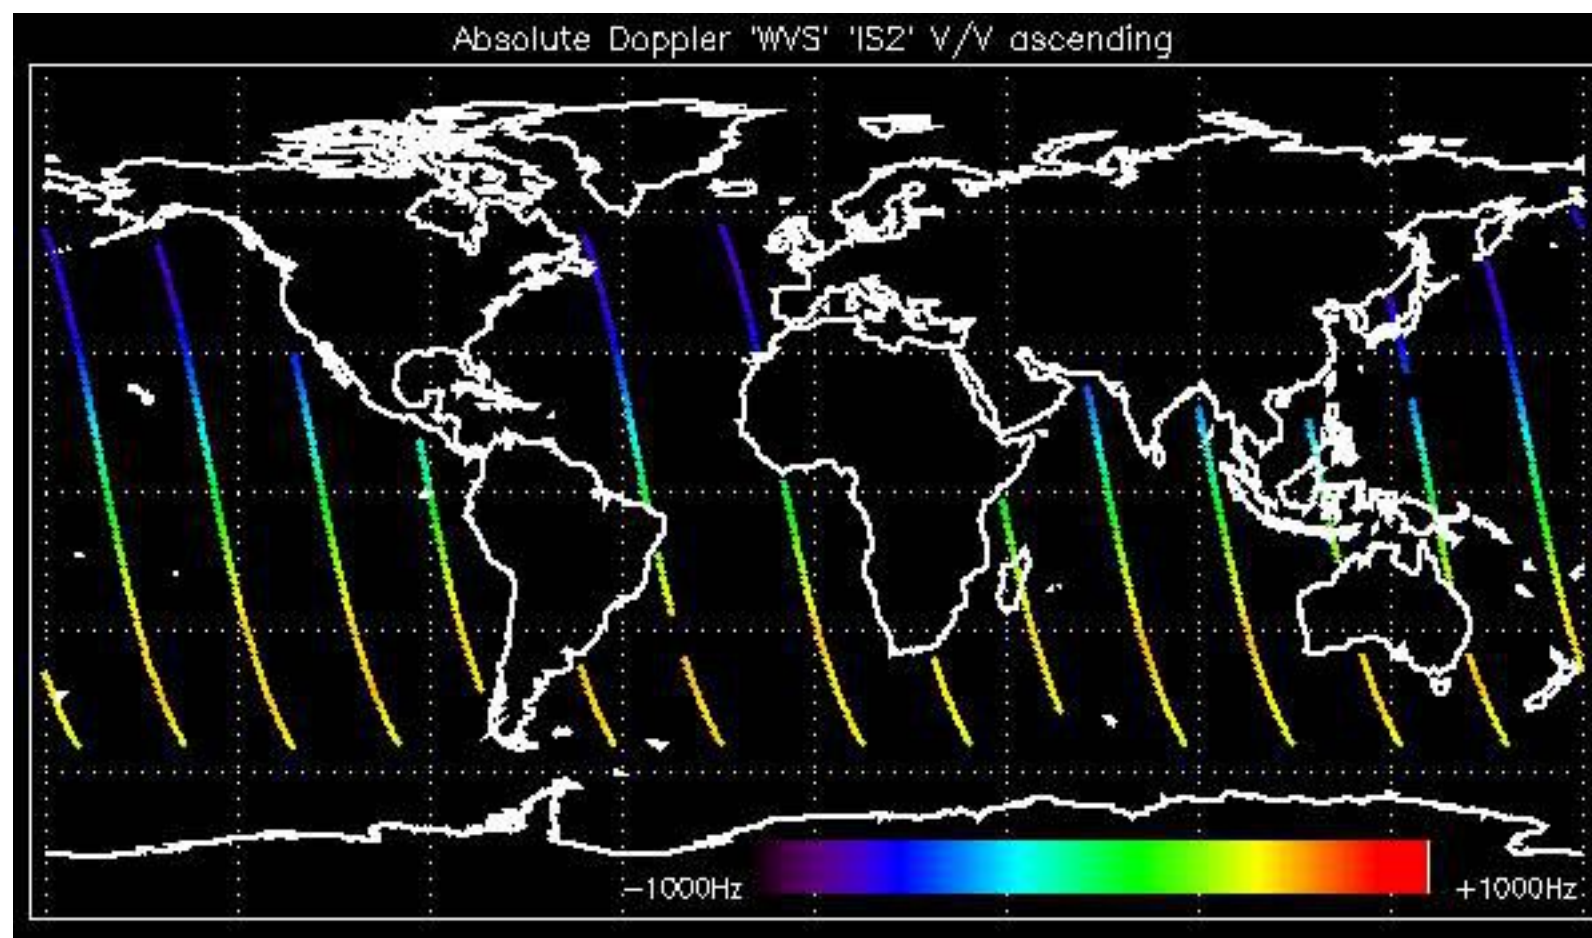 Absolute Doppler 'WVS' 'IS2' V/V ascending
−1000Hz +1000Hz